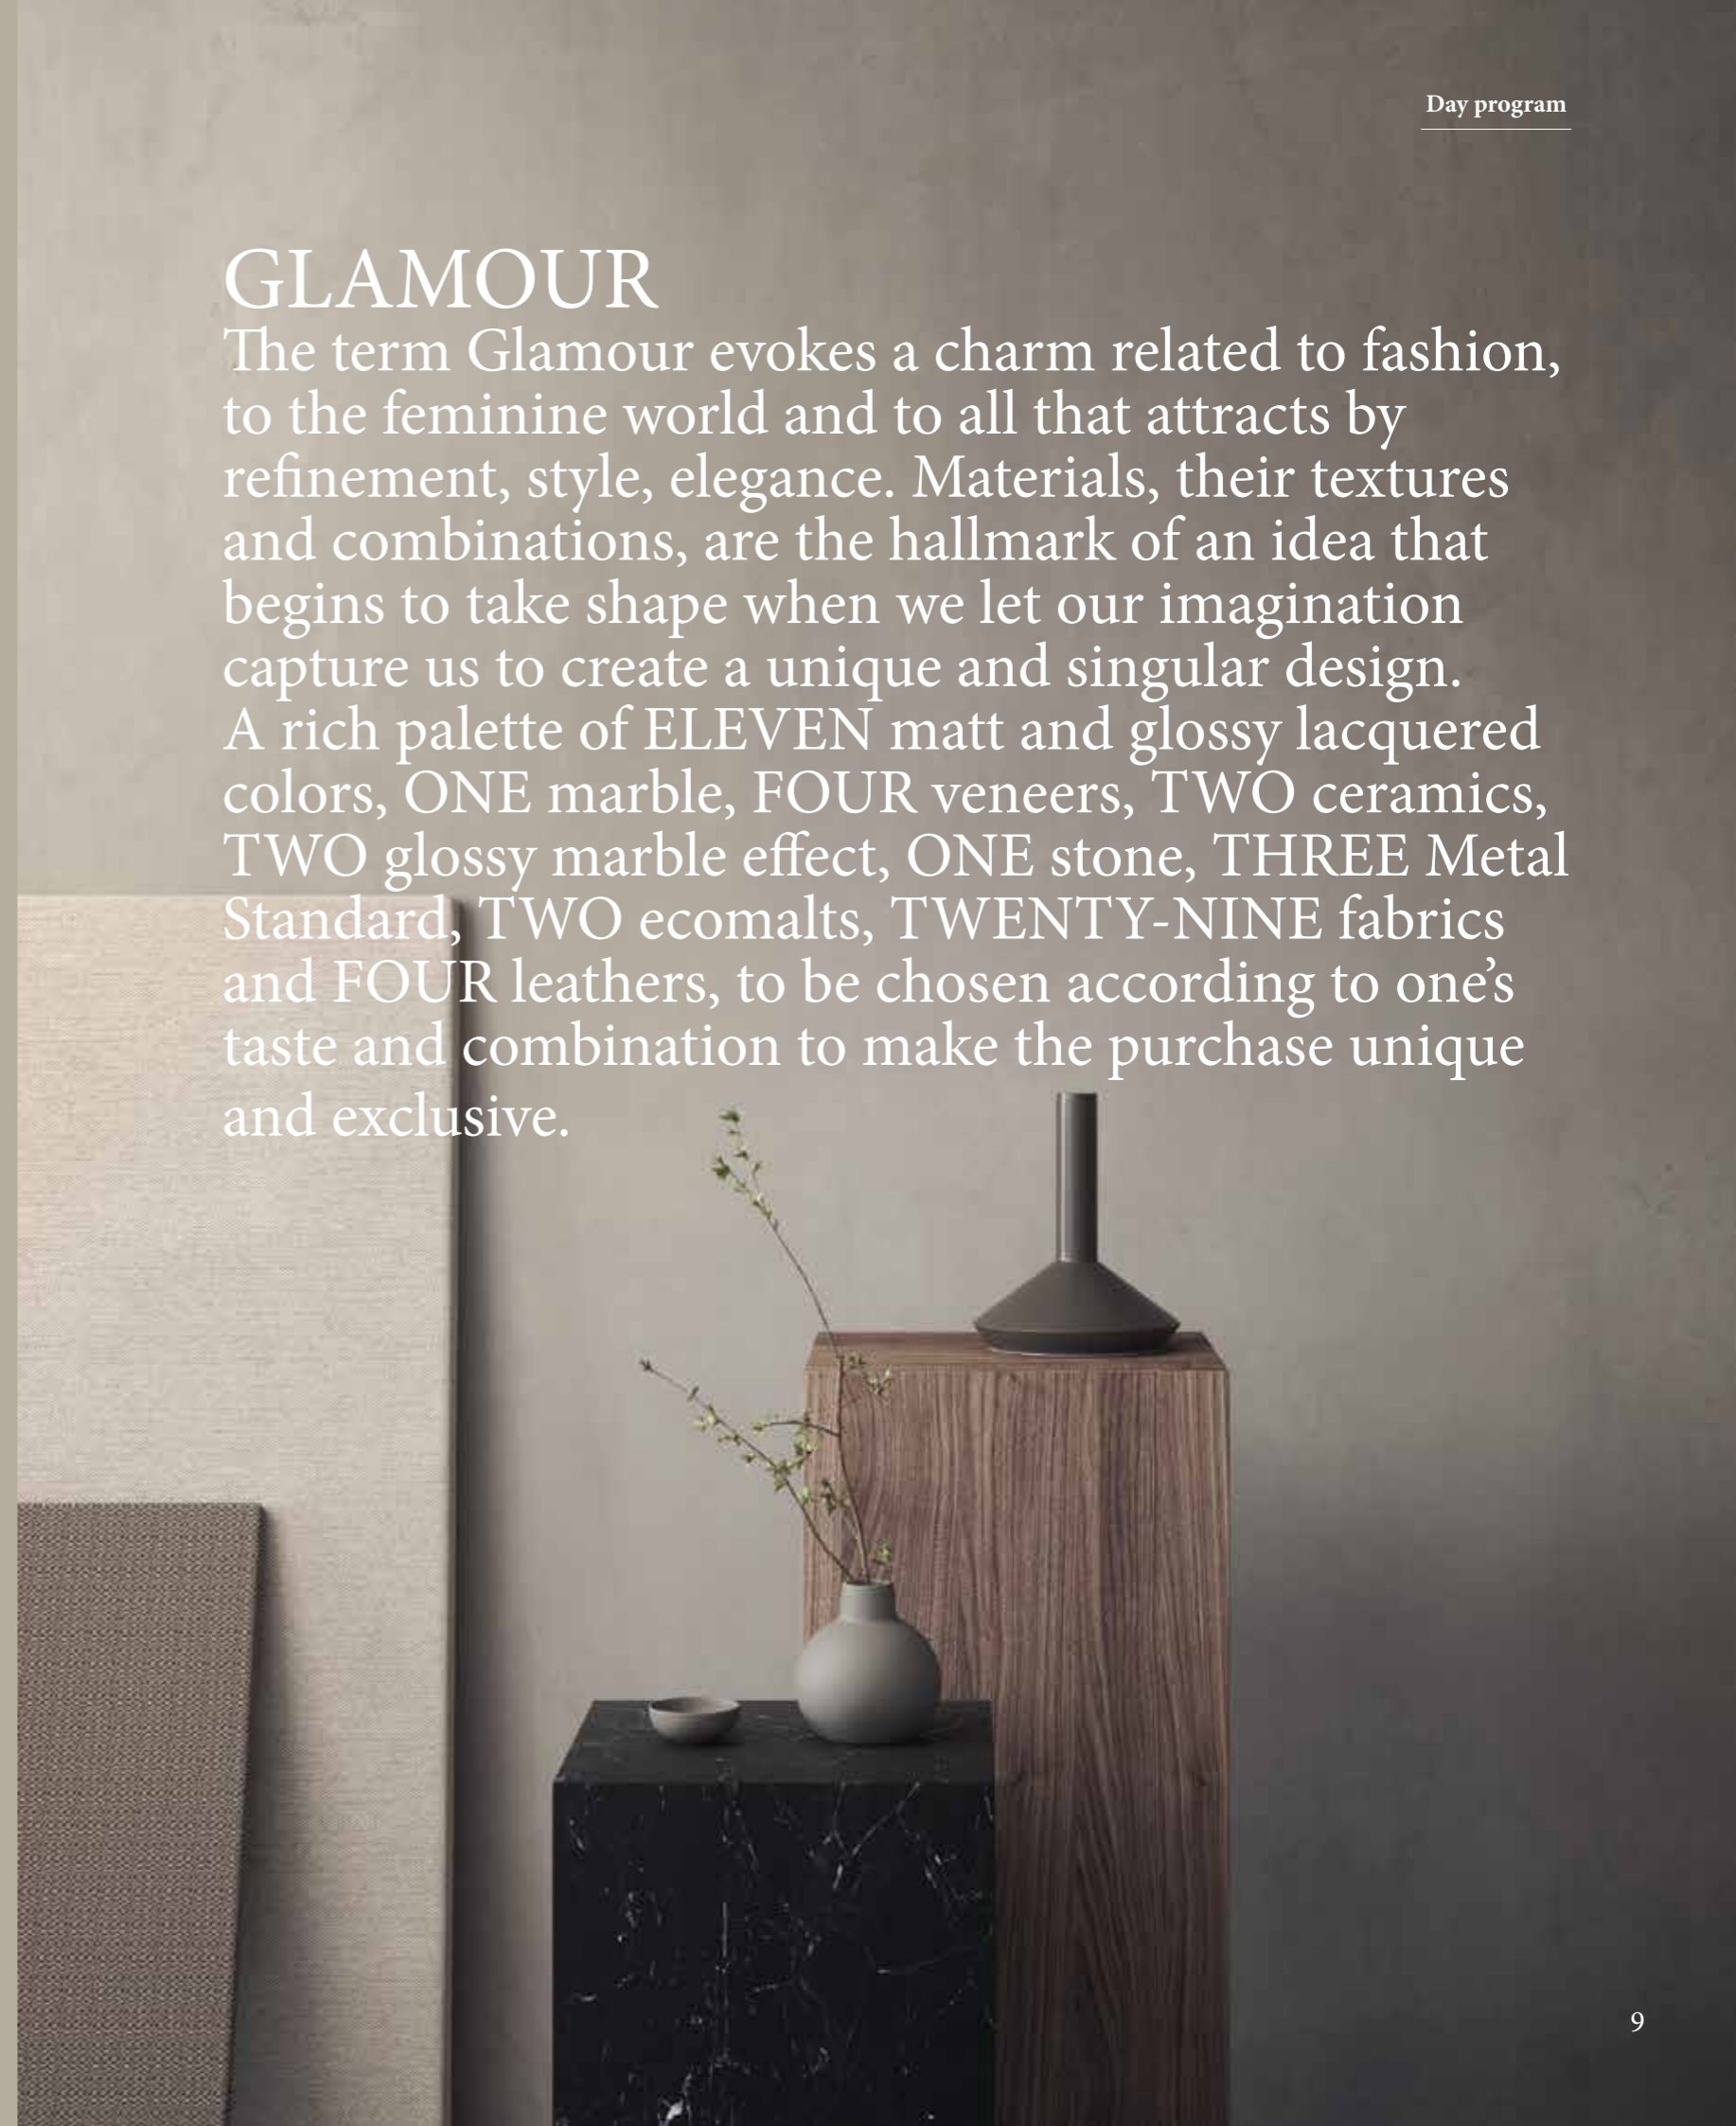 Day program
GLAMOUR
The term Glamour evokes a charm related to fashion,
to the feminine world and to all that attracts by
refinement, style, elegance. Materials, their textures
and combinations, are the hallmark of an idea that
begins to take shape when we let our imagination
capture us to create a unique and singular design.
A rich palette of ELEVEN matt and glossy lacquered
colors, ONE marble, FOUR veneers, TWO ceramics,
TWO glossy marble effect, ONE stone, THREE Metal
Standard, TWO ecomalts, TWENTY-NINE fabrics
and FOUR leathers, to be chosen according to one’s
taste and combination to make the purchase unique
and exclusive.
9